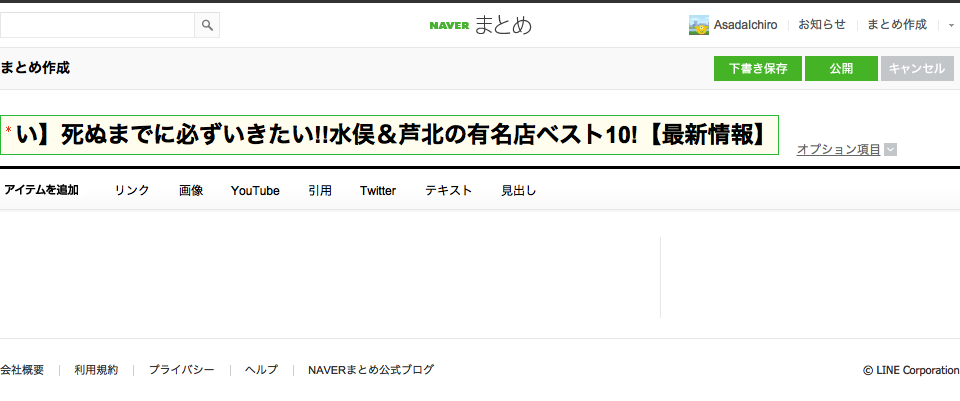 NAVER まとめ AsadaIchiro お知らせ まとめ作成
まとめ作成 下書き保存 公開 キャンセル
* い】死ぬまでに必ずいきたい!!水俣＆芦北の有名店ベスト10!【最新情報】 オプション項目
アイテムを追加 リンク 画像 YouTube 引用 Twitter テキスト 見出し
会社概要 利用規約 プライバシー ヘルプ NAVERまとめ公式ブログ © LINE Corporation